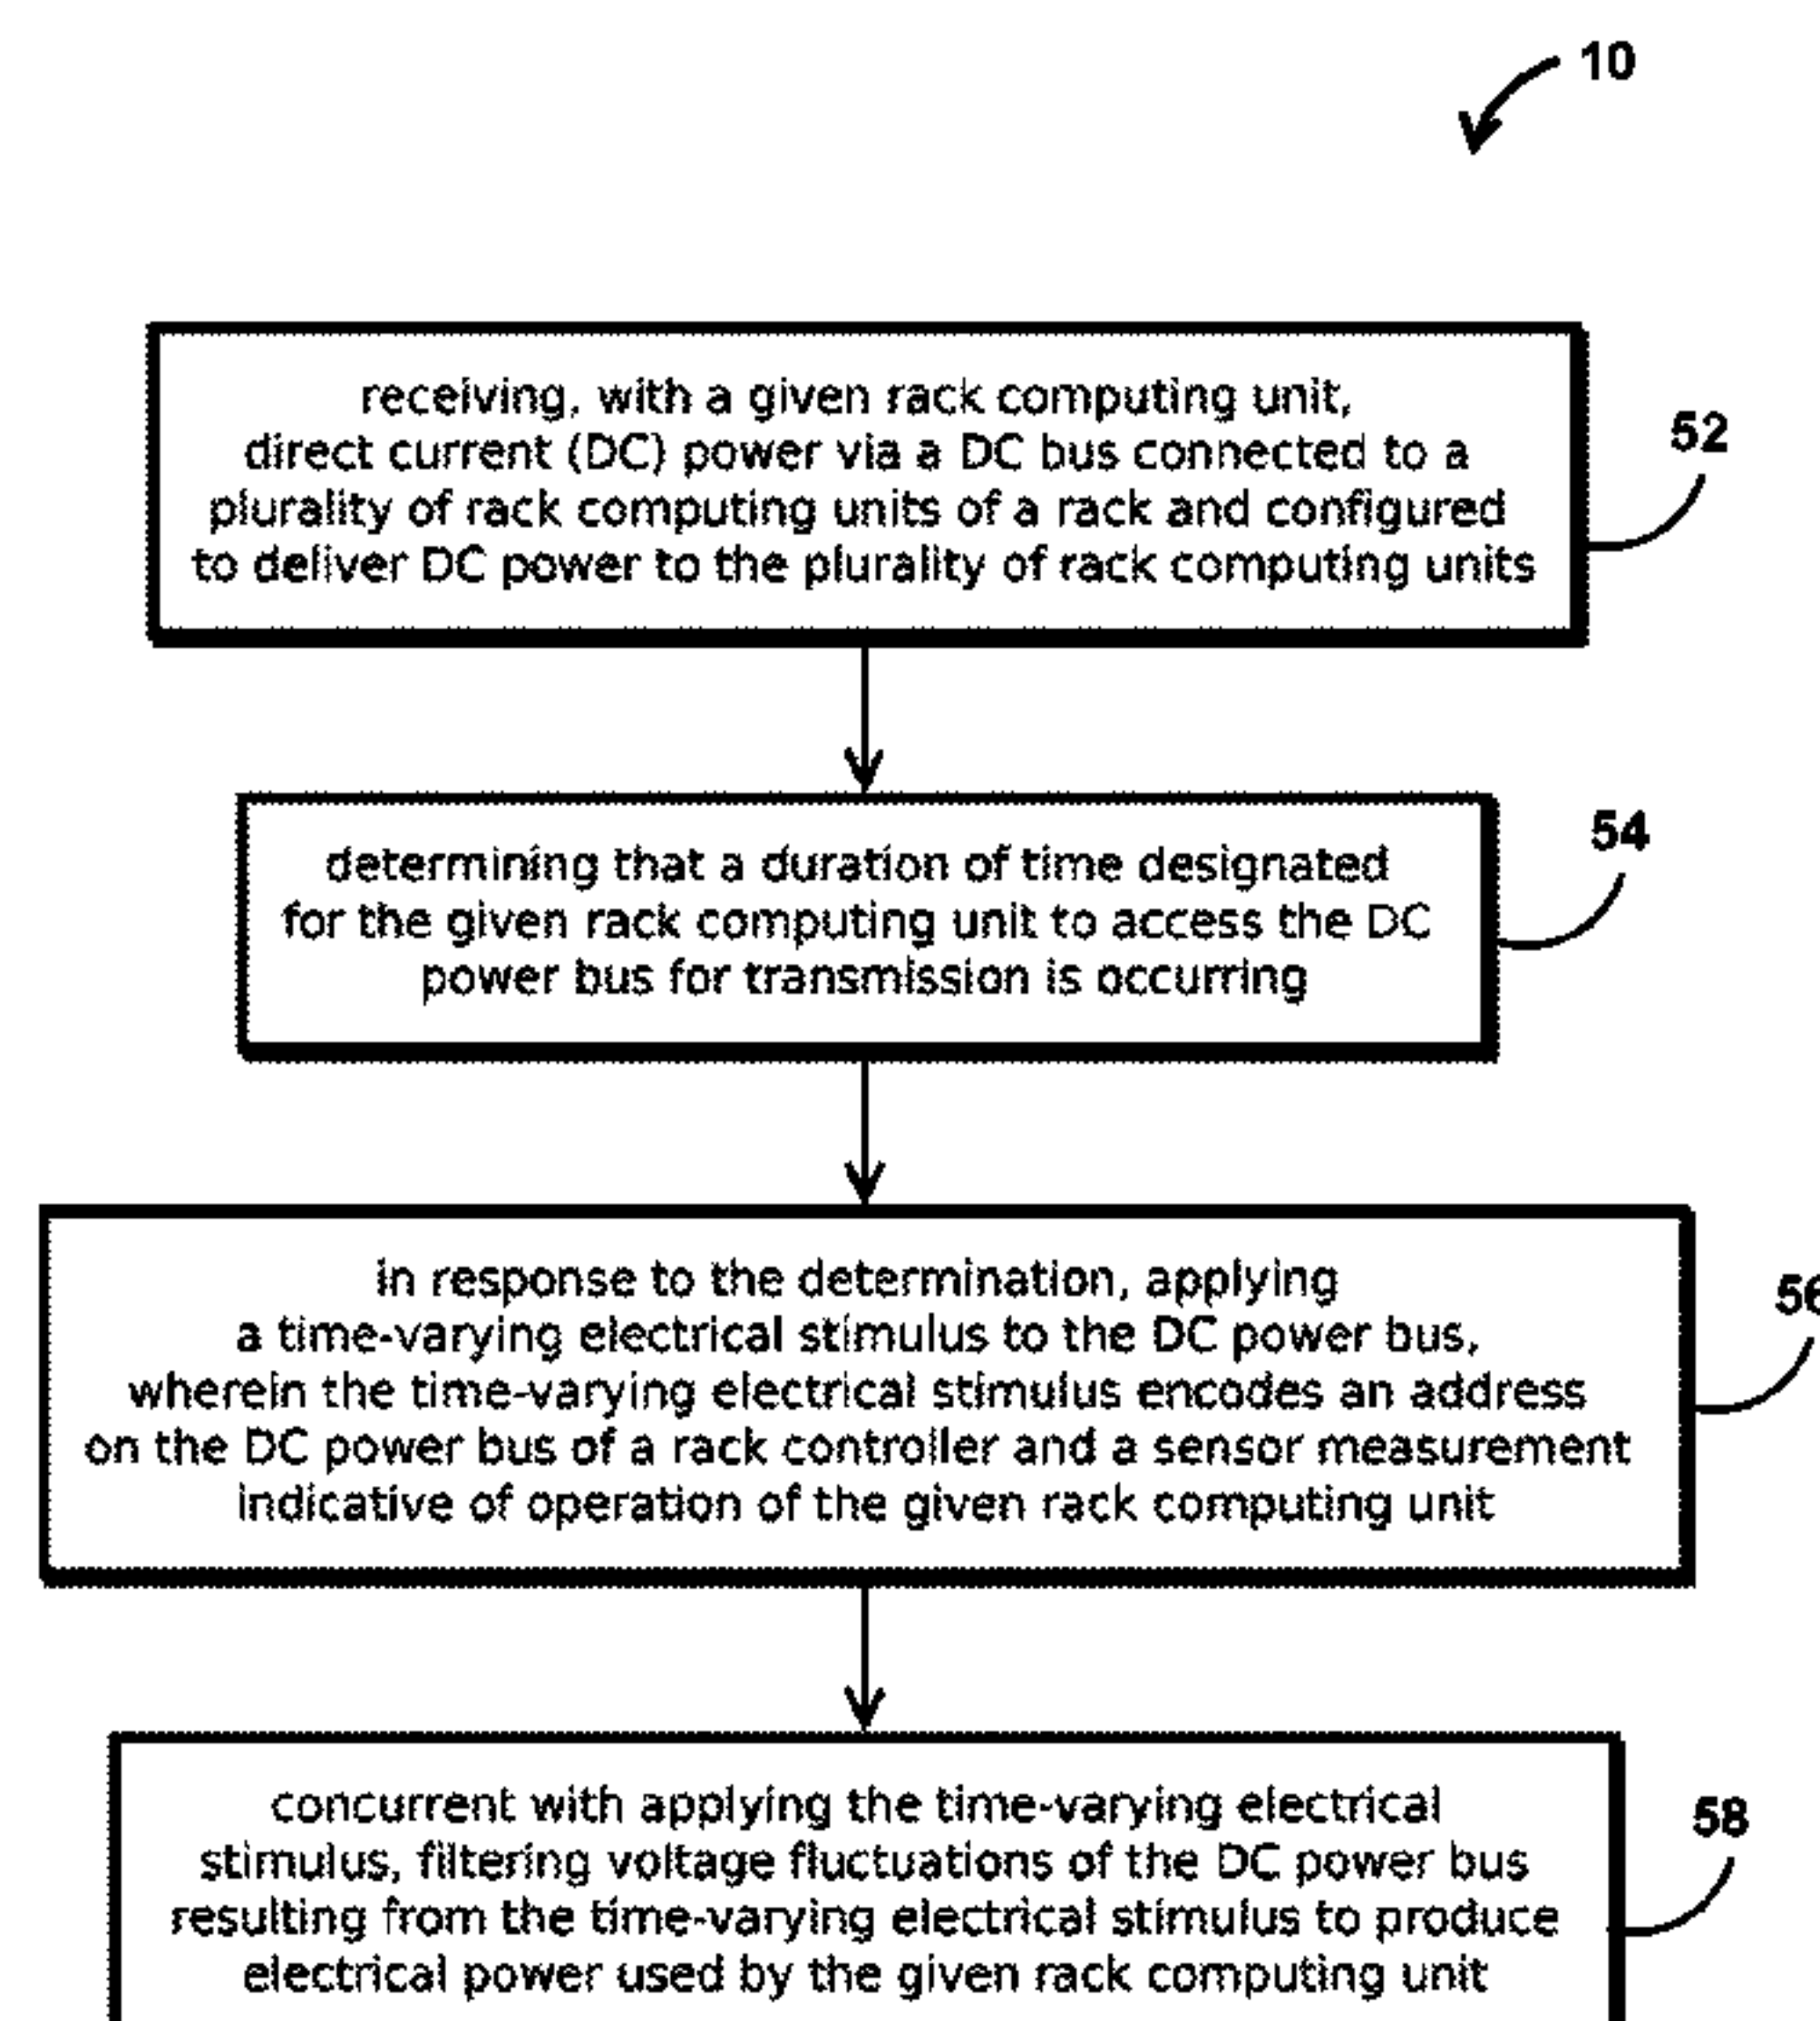 10
receiving, with a given rack computing unit,
direct current (DC) power via a DC bus connected to a
plurality of rack computing units of a rack and configured
to deliver DC power to the plurality of rack computing units
52
determining that a duration of time designated
for the given rack computing unit to access the DC
power bus for transmission is occurring
54
in response to the determination, applying
a time-varying electrical stimulus to the DC power bus,
wherein the time-varying electrical stimulus encodes an address
on the DC power bus of a rack controller and a sensor measurement
indicative of operation of the given rack computing unit
56
concurrent with applying the time-varying electrical
stimulus, filtering voltage fluctuations of the DC power bus
resulting from the time-varying electrical stimulus to produce
electrical power used by the given rack computing unit
58